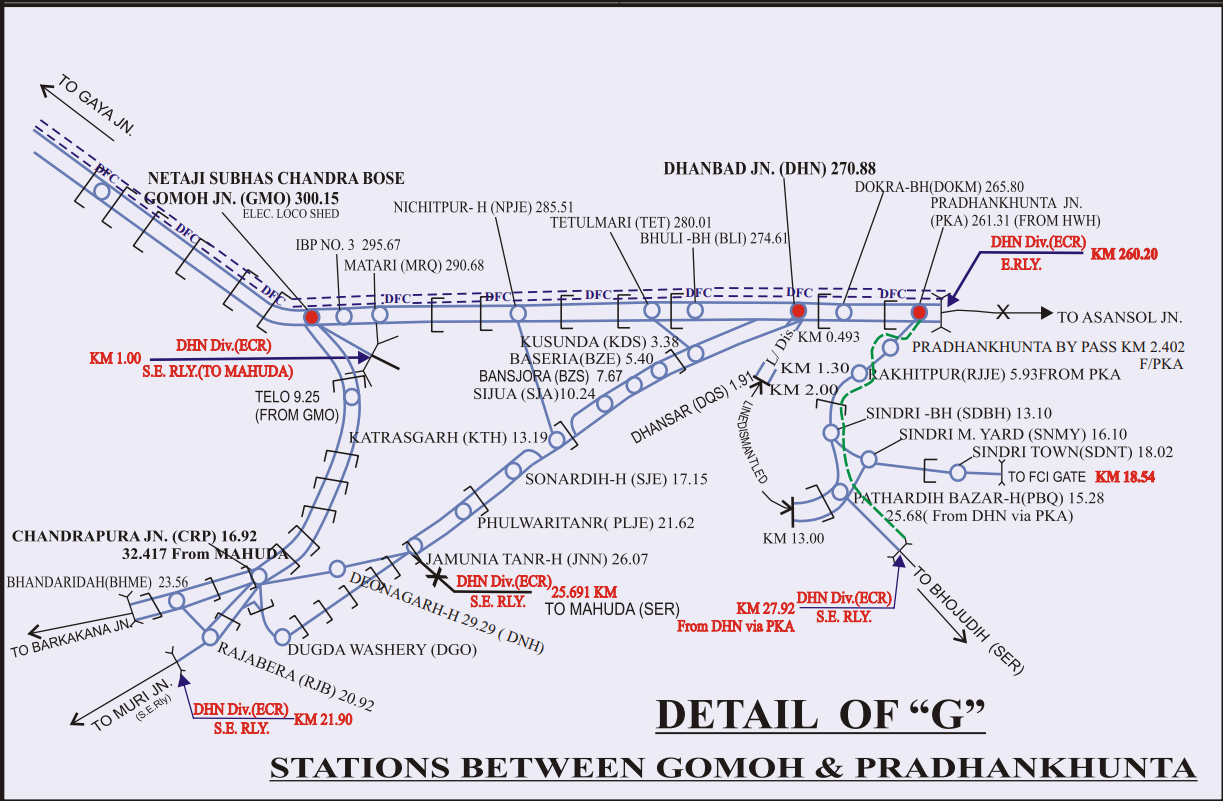 TO GAYA JN.
DFC
NETAJI SUBHAS CHANDRA BOSE
GOMOH JN. (GMO) 300.15
ELEC. LOCO SHED
DFC
DFC
IBP NO. 3 295.67
MATARI (MRQ) 290.68
NICHITPUR- H (NPJE) 285.51
TETULMARI (TET) 280.01
BHULI -BH (BLI) 274.61
DHANBAD JN. (DHN) 270.88
DOKRA-BH(DOKM) 265.80
PRADHANKHUNTA JN.
(PKA) 261.31 (FROM HWH)
DHN Div.(ECR)
E.RLY.
KM 260.20
DFC
DFC
DFC
DFC
DFC
DFC
TO ASANSOL JN.
KM 1.00
DHN Div.(ECR)
S.E. RLY.(TO MAHUDA)
TELO 9.25
(FROM GMO)
KUSUNDA (KDS) 3.38
BASERIA(BZE) 5.40
BANSJORA (BZS) 7.67
SIJUA (SJA)10.24
DHANSAR (DQS) 1.91
L/ Dis.
KM 0.493
KM 1.30
KM 2.00
LINE DISMANTLED
PRADHANKHUNTA BY PASS KM 2.402
F/PKA
RAKHITPUR(RJJE) 5.93FROM PKA
SINDRI -BH (SDBH) 13.10
SINDRI M. YARD (SNMY) 16.10
SINDRI TOWN(SDNT) 18.02
TO FCI GATE
KM 18.54
PATHARDIH BAZAR-H(PBQ) 15.28
25.68( From DHN via PKA)
KM 13.00
KATRASGARH (KTH) 13.19
SONARDIH-H (SJE) 17.15
PHULWARITANR( PLJE) 21.62
JAMUNIA TANR-H (JNN) 26.07
DHN Div.(ECR)
S.E. RLY.
25.691 KM
TO MAHUDA (SER)
CHANDRAPURA JN. (CRP) 16.92
32.417 From MAHUDA
BHANDARIDAH(BHME) 23.56
TO BARKAKANA JN.
DEONAGARH-H 29.29 ( DNH)
DUGDA WASHERY (DGO)
RAJABERA (RJB) 20.92
TO MURI JN.
(S.E.Rly)
DHN Div.(ECR)
S.E. RLY.
KM 21.90
KM 27.92
From DHN via PKA
DHN Div.(ECR)
S.E. RLY.
TO BHOJUDIH (SER)
DETAIL OF “G”
STATIONS BETWEEN GOMOH & PRADHANKHUNTA